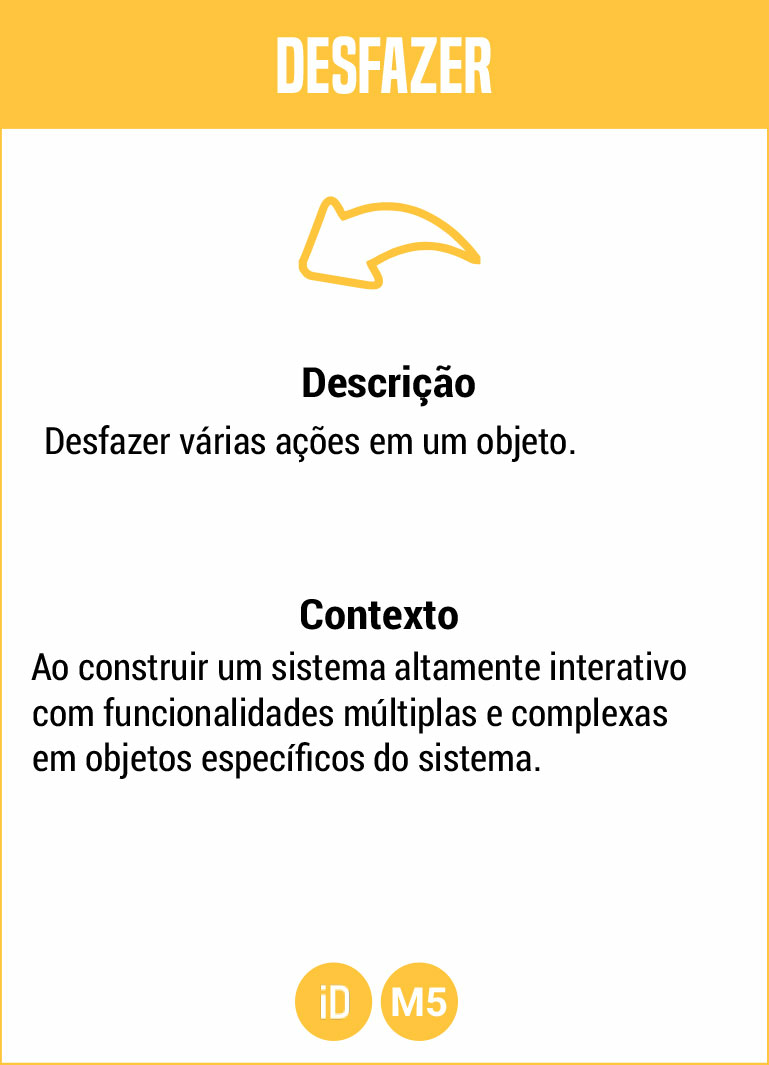 DESFAZER
Descrição
Desfazer várias ações em um objeto.
Contexto
Ao construir um sistema altamente interativo
com funcionalidades múltiplas e complexas
em objetos específicos do sistema.
iD M5